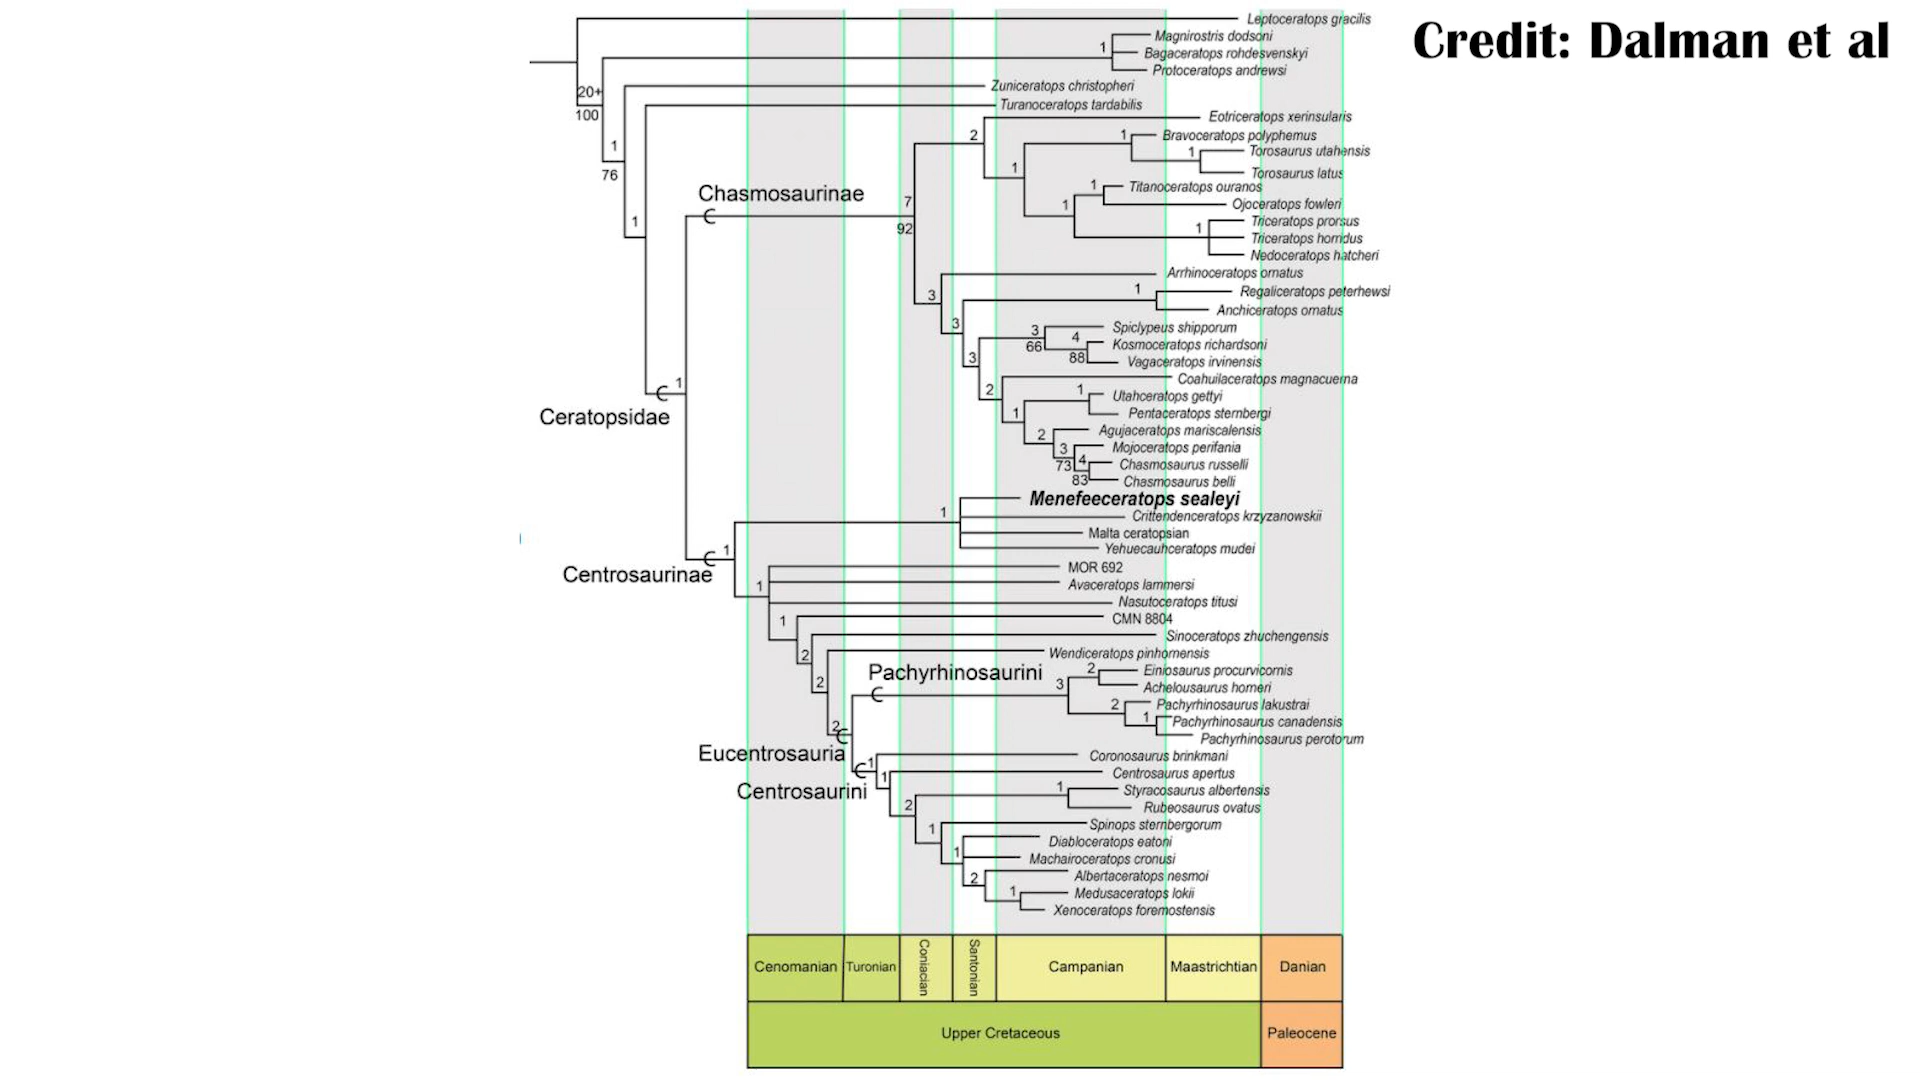 Credit: Dalman et al
Leptoceratops gracilis
Magnirostris dodsoni
1
Bagaceratops rohdesvenskyi
Protoceratops andrewsi
Zuniceratops christopheri
20+
Turanoceratops tardabilis
100
Eotriceratops xerinsularis
2
1
Bravoceratops polyphemus
1
1
Torosaurus utahensis
76
1
Torosaurus latus
Chasmosaurinae
1
Titanoceratops ouranos
7
1
Ojoceratops fowleri
1
Triceratops prorsus
92
1
Triceratops horridus
Nedoceratops hatcheri
Arrhinoceratops ornatus
3
1
Regaliceratops peterhewsi
Anchiceratops ornatus
3
3
Spiclypeus shipporum
66
4
Kosmoceratops richardsoni
3
88
Vagaceratops irvinensis
1
Coahuilaceratops magnacuerna
2
1
Utahceratops gettyi
Ceratopsidae
1
Pentaceratops sternbergi
2
Agujaceratops mariscalensis
3
Mojoceratops perifania
73
4
Chasmosaurus russellii
83
Chasmosaurus belli
Menefeeceratops sealeyi
1
Crittendenceratops krzyzanowskii
Malta ceratopsian
1
Yehuecauhceratops mudei
Centrosaurinae
MOR 692
1
Avaceratops lammersi
Nasutoceratops titusi
1
CMN 8804
Sinoceratops zhuchengensis
2
Wendiceratops pinhornensis
Pachyrhinosaurini
2
Einiosaurus procurvicornis
2
3
Achelousaurus horneri
2
Pachyrhinosaurus lakustrai
1
Pachyrhinosaurus canadensis
2
Pachyrhinosaurus perotorum
Eucentrosauria
1
Coronosaurus brinkmani
1
Centrosaurus apertus
Centrosaurini
1
Styracosaurus albertensis
2
Rubeosaurus ovatus
1
Spinops sternbergorum
1
Diabloceratops eatoni
Machairoceratops cronusi
2
Albertaceratops nesmoi
1
Medusaceratops lokii
Xenoceratops foremostensis
Cenomanian
Turonian
Coniacian
Santonian
Campanian
Maastrichtian
Danian
Upper Cretaceous
Paleocene